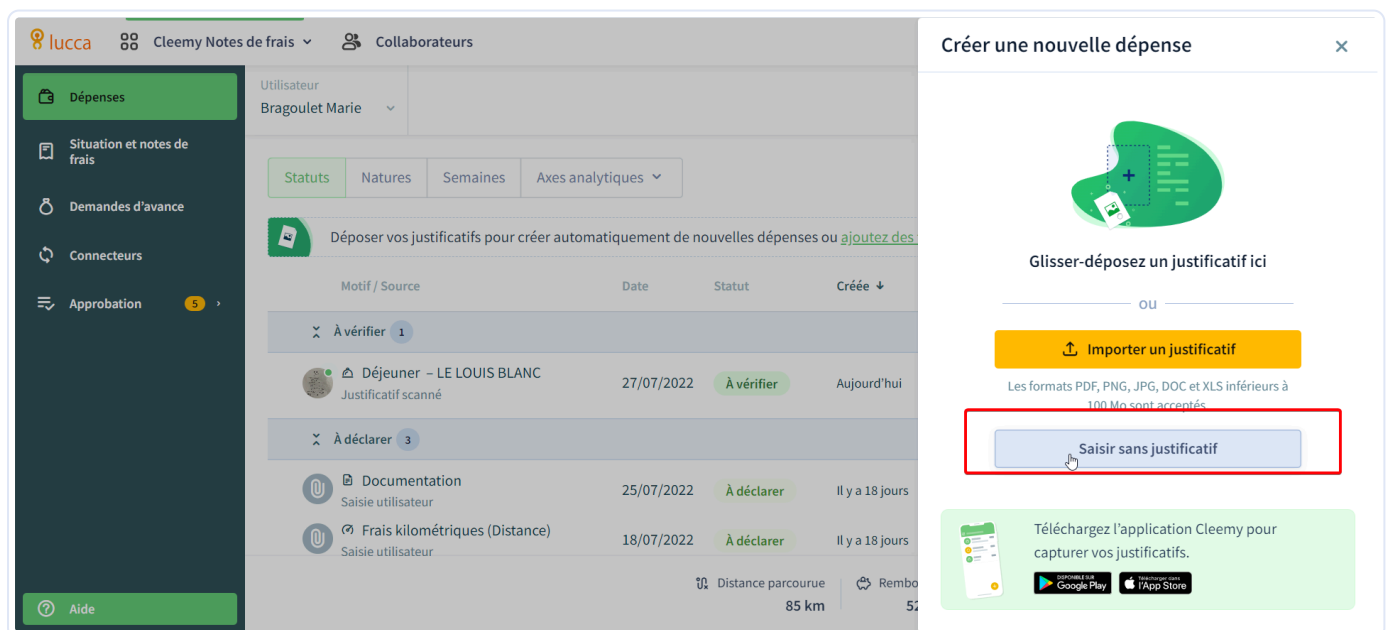 lucca
Cleemy Notes de frais
Collaborateurs
Dépenses
Situation et notes de
frais
Demandes d'avance
Connecteurs
Approbation 5
Aide
Utilisateur
Bragoulet Marie
Statuts Natures Semaines Axes analytiques
Déposer vos justificatifs pour créer automatiquement de nouvelles dépenses ou ajoutez des
Motif / Source Date Statut Créée
À vérifier 1
Déjeuner – LE LOUIS BLANC 27/07/2022 À vérifier Aujourd'hui
Justificatif scanné
À déclarer 3
Documentation 25/07/2022 À déclarer Il y a 18 jours
Saisie utilisateur
Frais kilométriques (Distance) 18/07/2022 À déclarer Il y a 18 jours
Saisie utilisateur
Distance parcourue Rembo
85 km 52
Créer une nouvelle dépense
Glisser-déposez un justificatif ici
ou
Importer un justificatif
Les formats PDF, PNG, JPG, DOC et XLS inférieurs à
100 Mo sont acceptés
Saisir sans justificatif
Téléchargez l'application Cleemy pour
capturer vos justificatifs.
DISPONIBLE SUR
Google Play
Télécharger dans
l'App Store